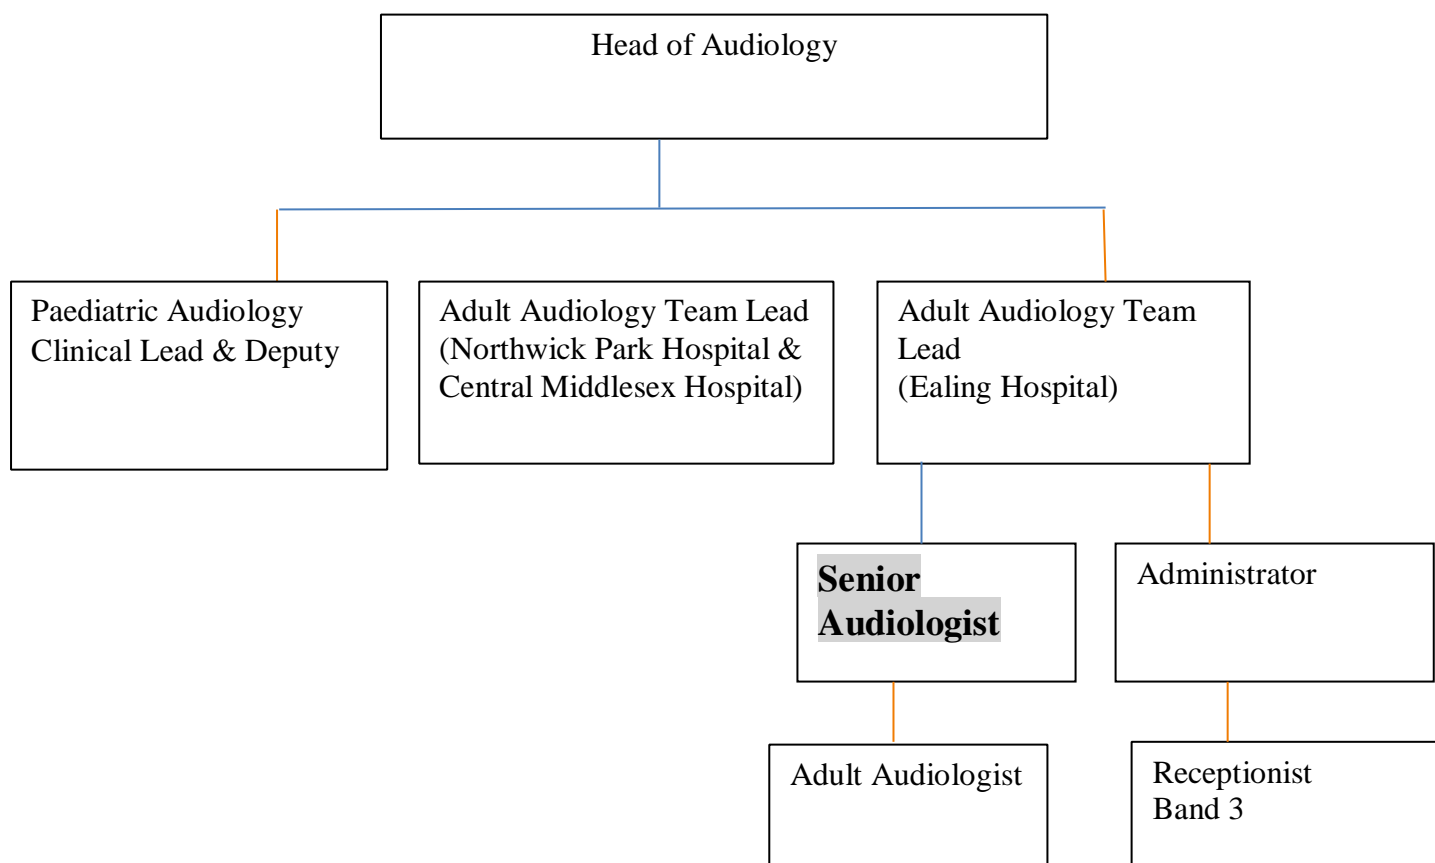 Head of Audiology
Paediatric Audiology
Clinical Lead & Deputy
Adult Audiology Team Lead
(Northwick Park Hospital &
Central Middlesex Hospital)
Adult Audiology Team
Lead
(Ealing Hospital)
Senior
Audiologist
Administrator
Adult Audiologist
Receptionist
Band 3